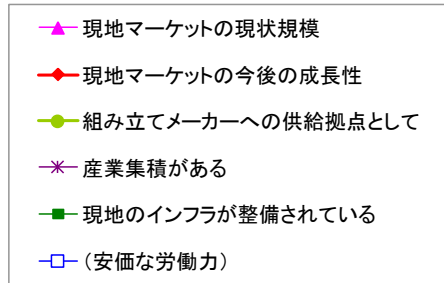 現地マーケットの現状規模
現地マーケットの今後の成長性
組み立てメーカーへの供給拠点として
産業集積がある
現地のインフラが整備されている
（安価な労働力）